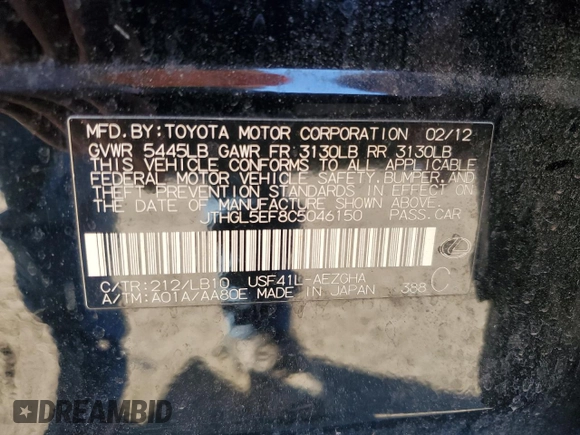 MFD. BY: TOYOTA MOTOR CORPORATION 02/12
GVWR 5445LB GAWR FR 3130LB RR 3130LB
THIS VEHICLE CONFORMS TO ALL APPLICABLE
FEDERAL MOTOR VEHICLE SAFETY, BUMPER, AND
THEFT PREVENTION STANDARDS IN EFFECT ON
THE DATE OF MANUFACTURE SHOWN ABOVE.
JTHGL5EF8C5046150 PASS. CAR
C/TR: 212/LB10 USF41L-AEZGHA
A/TM: A01A/AA80E MADE IN JAPAN 388 C
DREAMBID